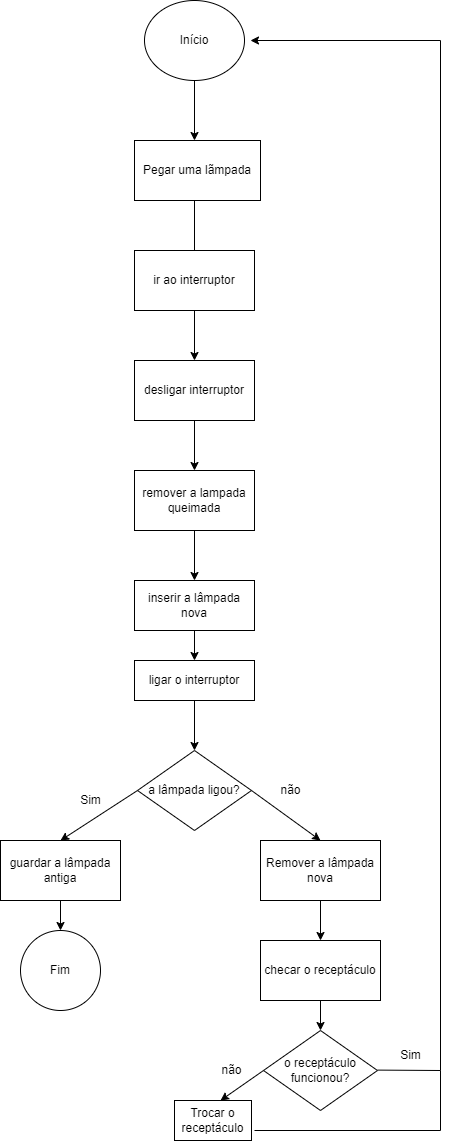 Início
Pegar uma lãmpada
ir ao interruptor
desligar interruptor
remover a lampada
queimada
inserir a lâmpada
nova
ligar o interruptor
a lâmpada ligou?
Sim
não
guardar a lâmpada
antiga
Remover a lâmpada
nova
Fim
checar o receptáculo
o receptáculo
funcionou?
Sim
não
Trocar o
receptáculo